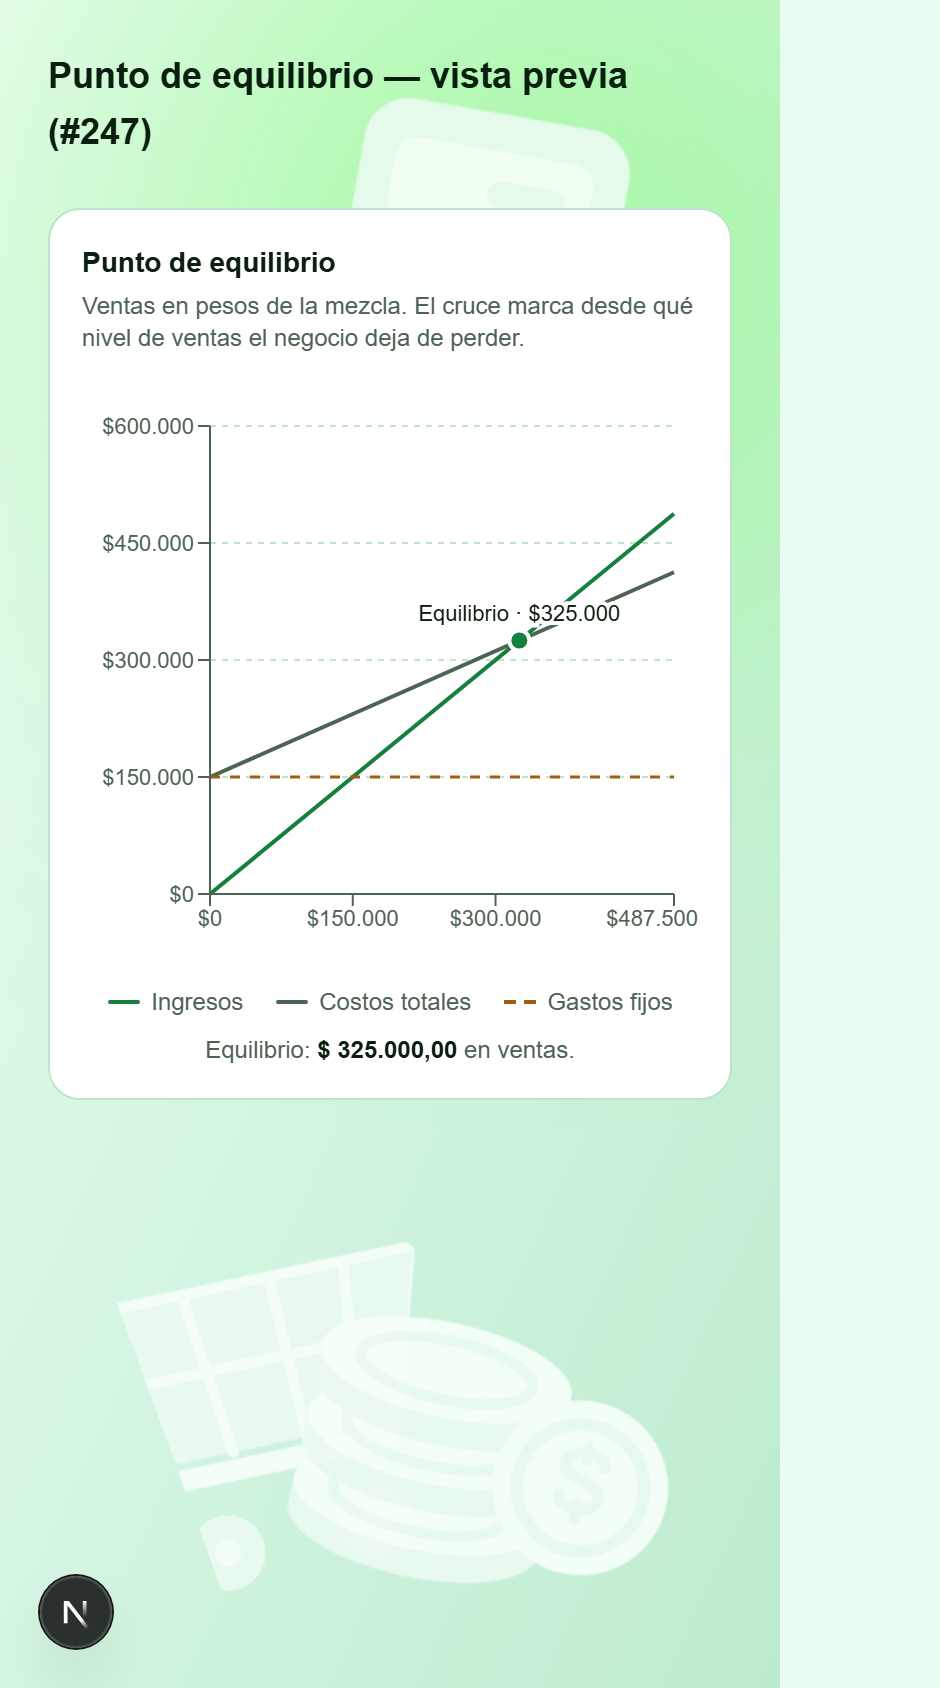 Punto de equilibrio — vista previa
(#247)
Punto de equilibrio
Ventas en pesos de la mezcla. El cruce marca desde qué
nivel de ventas el negocio deja de perder.
$600.000
$450.000
Equilibrio · $325.000
$300.000
$150.000
$0
$0 $150.000 $300.000 $487.500
Ingresos Costos totales Gastos fijos
Equilibrio: $ 325.000,00 en ventas.
$
N